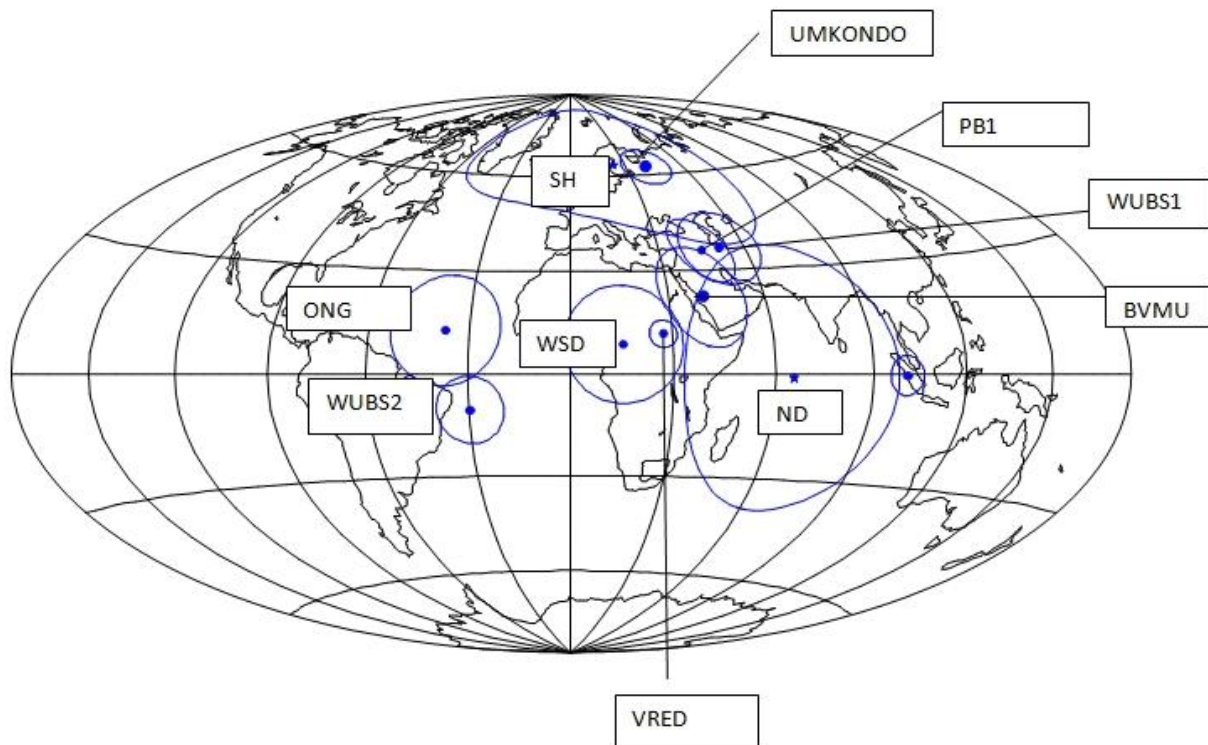 UMKONDO
PB1
SH
WUBS1
ONG
WSD
BVMU
WUBS2
ND
VRED